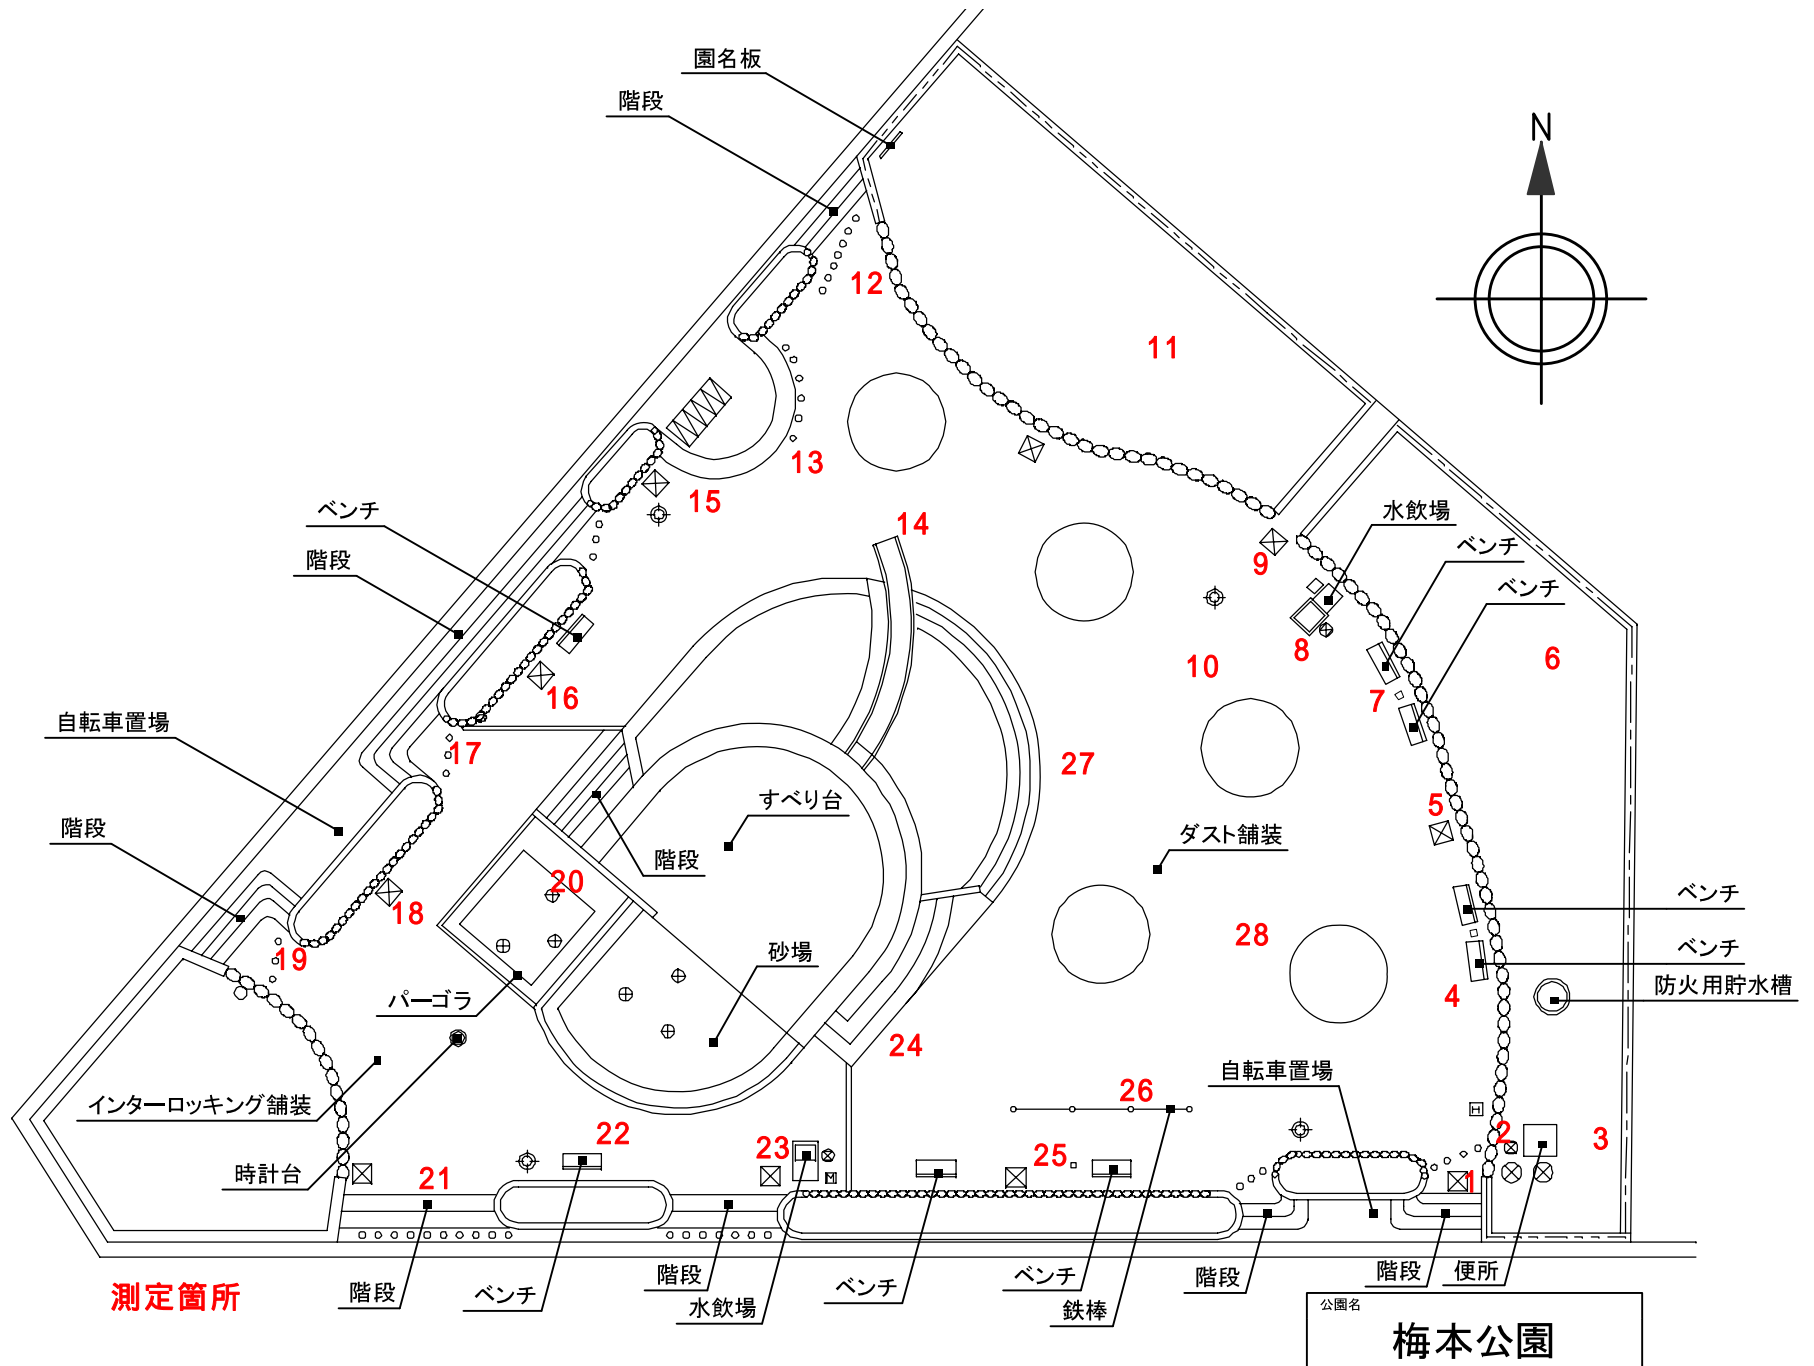 園名板
階段
N
12
11
13
15
ベンチ
階段
14
水飲場
ベンチ
ベンチ
9
8
10
7
6
16
自転車置場
17
27
すべり台
5
階段
ダスト舗装
階段
20
18
ベンチ
28
19
砂場
ベンチ
パーゴラ
4
防火用貯水槽
24
自転車置場
26
インターロッキング舗装
22
23
25
2
3
時計台
21
1
測定箇所
階段
ベンチ
階段
水飲場
ベンチ
ベンチ
鉄棒
階段
階段
便所
公園名
梅本公園